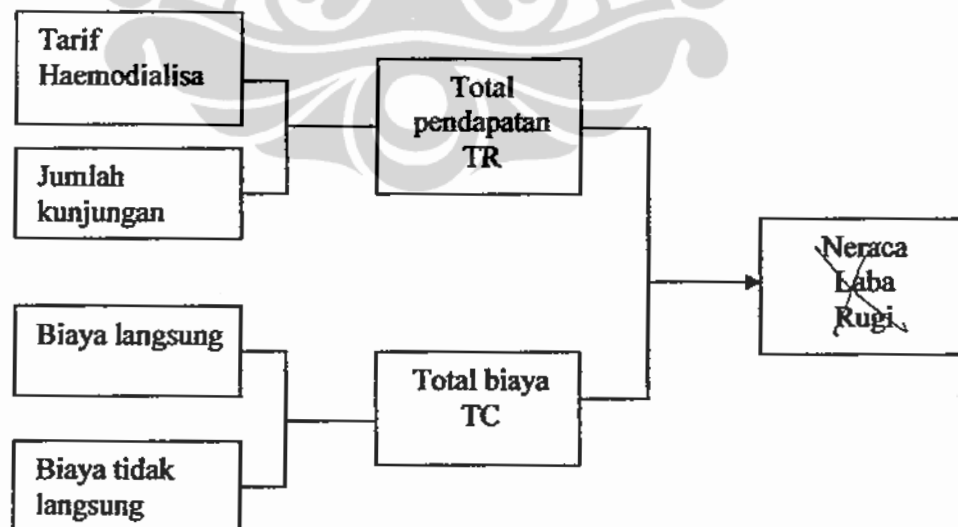 Tarif
Haemodialisa
Jumlah
kunjungan
Total
pendapatan
TR
Biaya langsung
Biaya tidak
langsung
Total biaya
TC
Neraca
Laba
Rugi